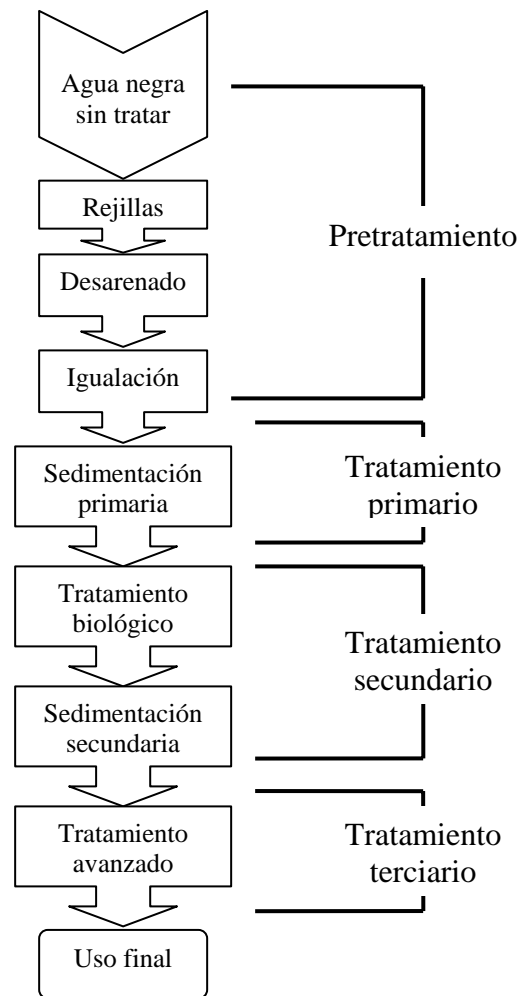 Agua negra
sin tratar
Rejillas
Desarenado
Igualación
Pretratamiento
Sedimentación
primaria
Tratamiento
primario
Tratamiento
biológico
Sedimentación
secundaria
Tratamiento
secundario
Tratamiento
avanzado
Tratamiento
terciario
Uso final